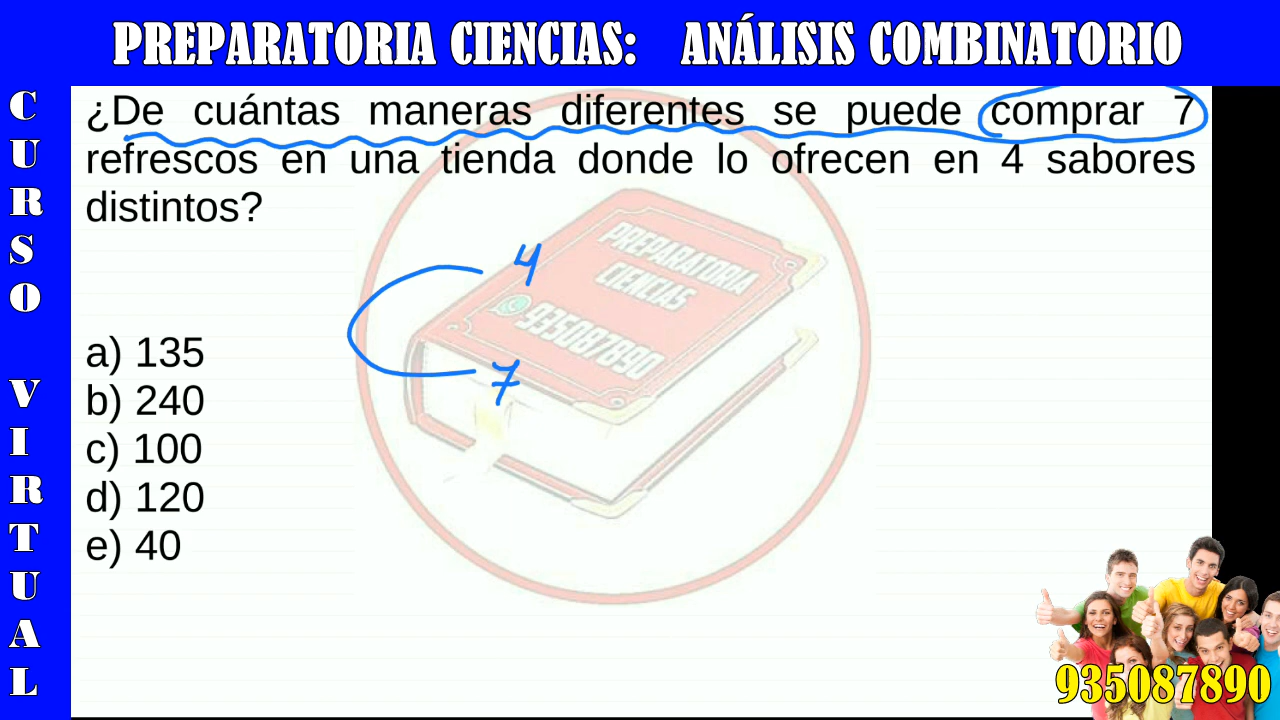 PREPARATORIA CIENCIAS: ANÁLISIS COMBINATORIO
CURSO VIRTUAL
¿De cuántas maneras diferentes se puede comprar 7
refrescos en una tienda donde lo ofrecen en 4 sabores
distintos?
4
7
PREPARATORIA
CIENCIAS
935087890
a) 135
b) 240
c) 100
d) 120
e) 40
935087890